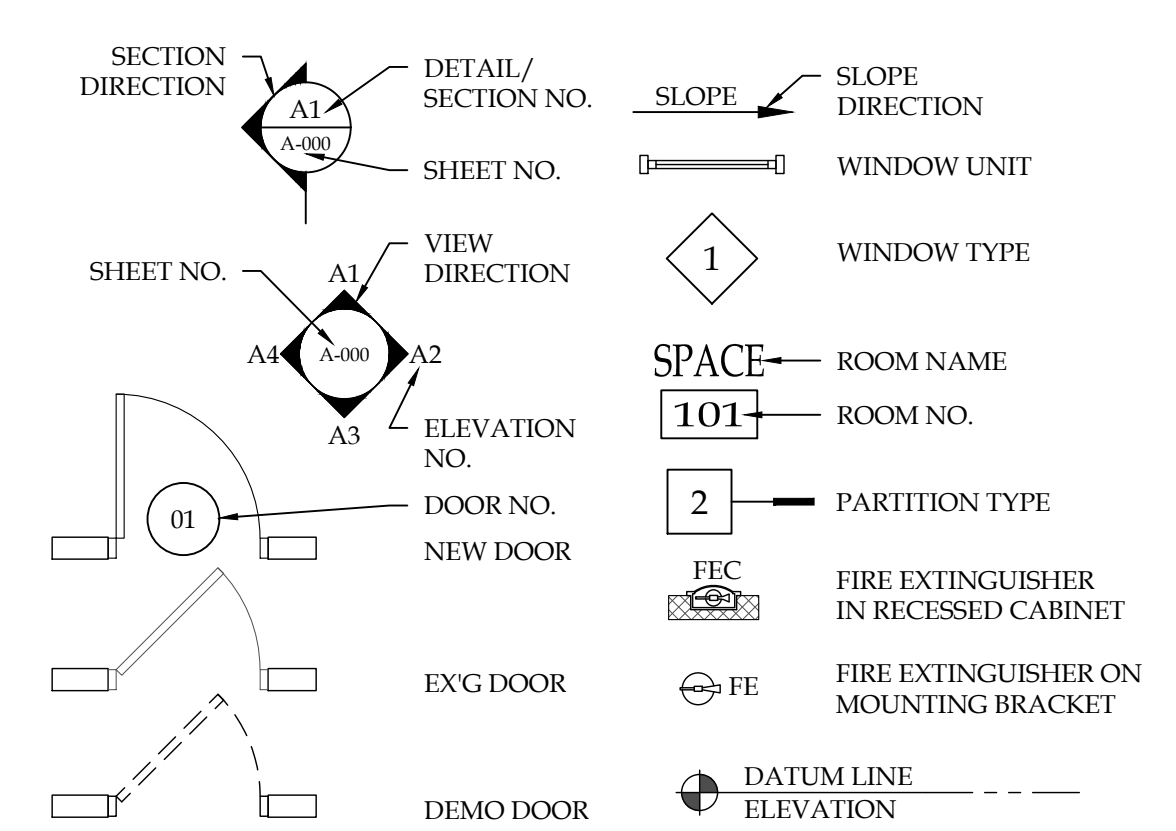 SECTION
DIRECTION
A1
A-000
DETAIL/
SECTION NO.
SHEET NO.
SHEET NO.
VIEW
DIRECTION
A1
A4
A-000
A2
A3
ELEVATION
NO.
01
DOOR NO.
NEW DOOR
EX'G DOOR
DEMO DOOR
SLOPE
SLOPE
DIRECTION
WINDOW UNIT
1
WINDOW TYPE
SPACE
ROOM NAME
101
ROOM NO.
2
PARTITION TYPE
FEC
FIRE EXTINGUISHER
IN RECESSED CABINET
FE
FIRE EXTINGUISHER ON
MOUNTING BRACKET
DATUM LINE
ELEVATION